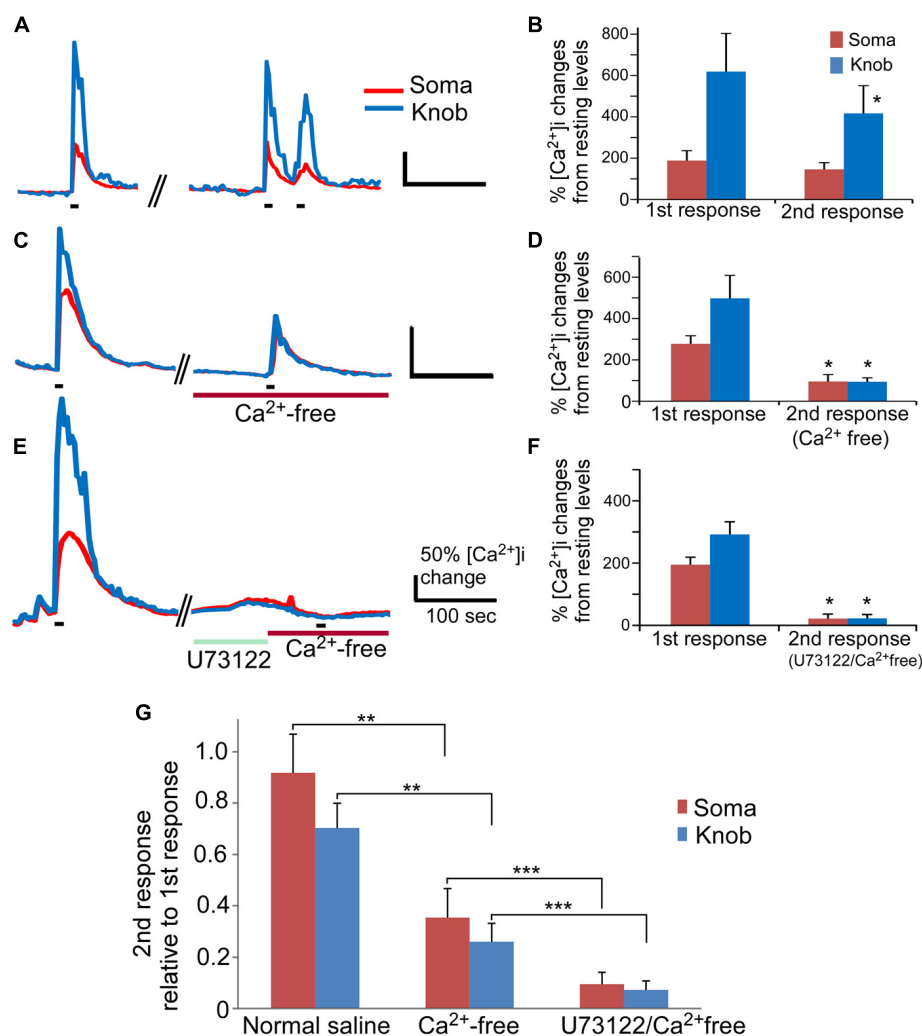 A
Soma
Knob
B
% [Ca²⁺]i changes
from resting levels
800
600
400
200
0
Soma
Knob
*
1st response
2nd response
C
Ca²⁺-free
D
% [Ca²⁺]i changes
from resting levels
600
400
200
0
* *
1st response
2nd response
(Ca²⁺ free)
E
50% [Ca²⁺]i
change
100 sec
U73122
Ca²⁺-free
F
% [Ca²⁺]i changes
from resting levels
400
200
0
* *
1st response
2nd response
(U73122/Ca²⁺free)
G
2nd response
relative to 1st response
1.0
0.8
0.6
0.4
0.2
0
**
**
***
***
Soma
Knob
Normal saline
Ca²⁺-free
U73122/Ca²⁺free